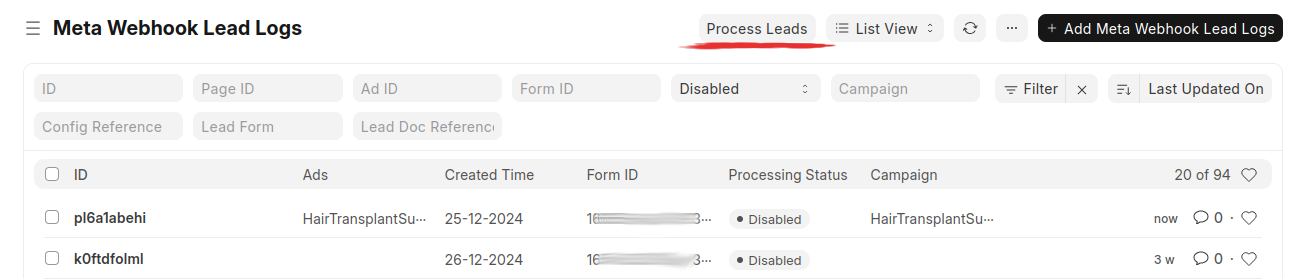 Meta Webhook Lead Logs Process Leads List View ... + Add Meta Webhook Lead Logs
ID Page ID Ad ID Form ID Disabled Campaign Filter × Last Updated On
Config Reference Lead Form Lead Doc Reference
ID Ads Created Time Form ID Processing Status Campaign 20 of 94
pl6a1abehi HairTransplantSu... 25-12-2024 16 3... Disabled HairTransplantSu... now 0 ·
k0ftdfolml 26-12-2024 16 3... Disabled 3 w 0 ·